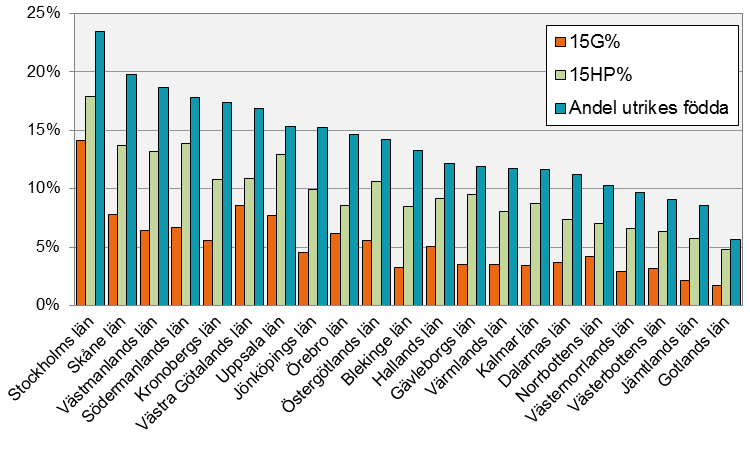 25%
20%
15%
10%
5%
0%
15G%
15HP%
Andel utrikes födda
Stockholms län
Skåne län
Västmanlands län
Södermanlands län
Kronobergs län
Västra Götalands län
Uppsala län
Jönköpings län
Örebro län
Östergötlands län
Blekinge län
Hallands län
Gävleborgs län
Värmlands län
Kalmar län
Dalarnas län
Norrbottens län
Västernorrlands län
Västerbottens län
Jämtlands län
Gotlands län